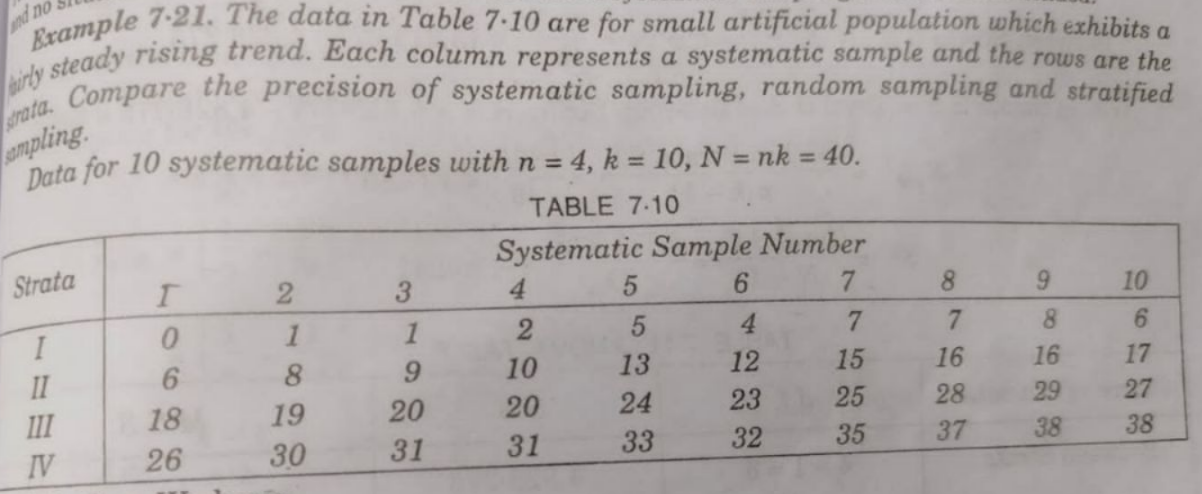 and no
Example 7·21. The data in Table 7·10 are for small artificial population which exhibits a
fairly steady rising trend. Each column represents a systematic sample and the rows are the
strata. Compare the precision of systematic sampling, random sampling and stratified
sampling.
Data for 10 systematic samples with n = 4, k = 10, N = nk = 40.
TABLE 7·10
Systematic Sample Number
Strata I 2 3 4 5 6 7 8 9 10
I 0 1 1 2 5 4 7 7 8 6
II 6 8 9 10 13 12 15 16 16 17
III 18 19 20 20 24 23 25 28 29 27
IV 26 30 31 31 33 32 35 37 38 38